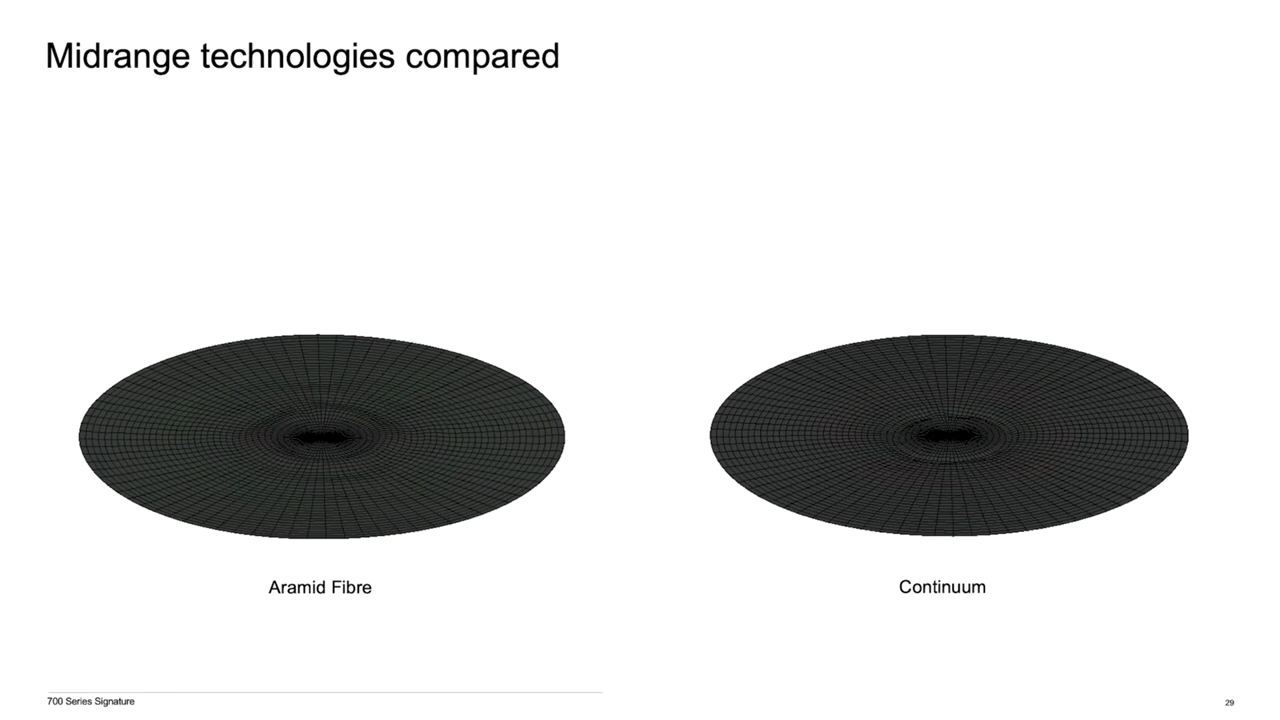 Midrange technologies compared
Aramid Fibre
Continuum
700 Series Signature
29